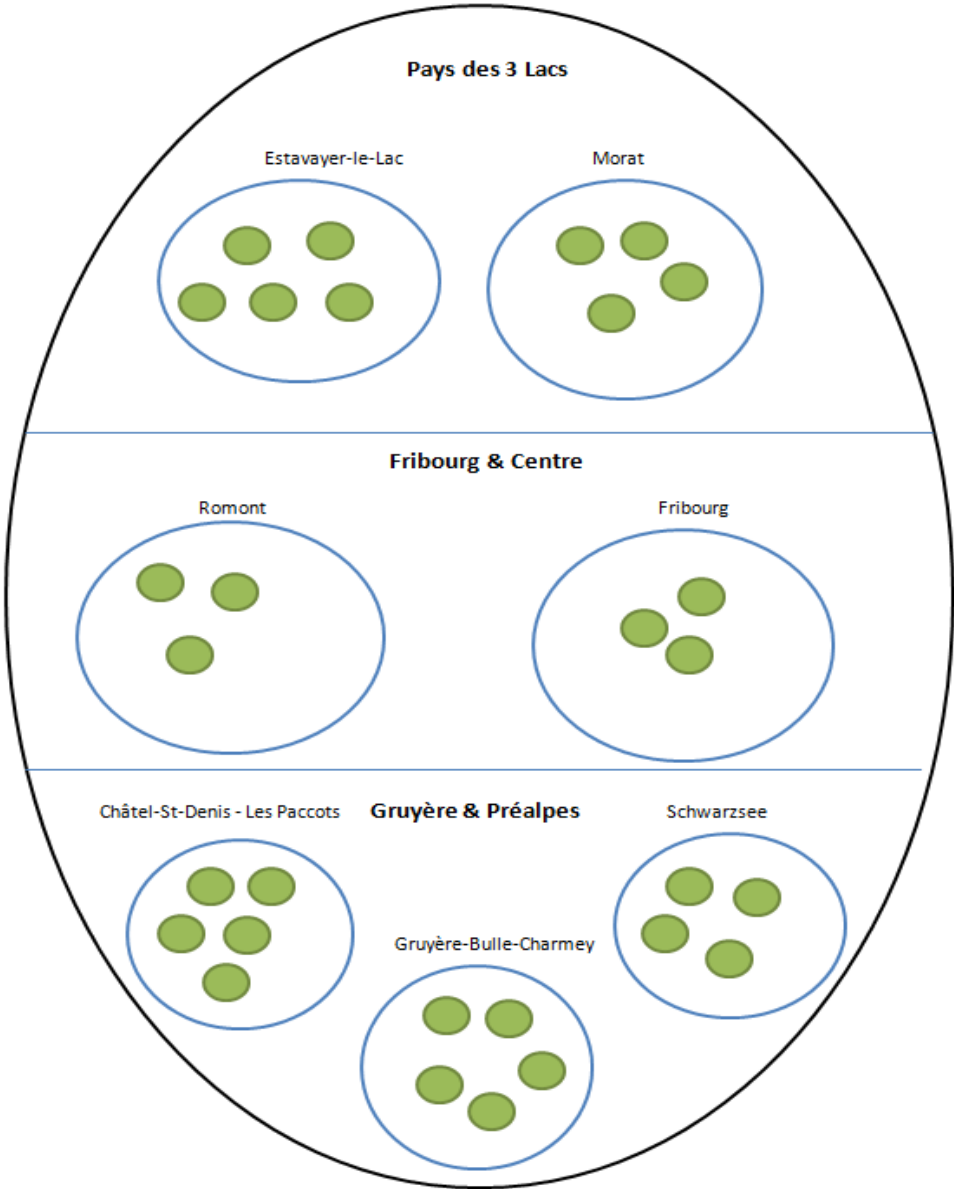 Pays des 3 Lacs
Estavayer-le-Lac
Morat
Fribourg & Centre
Romont
Fribourg
Châtel-St-Denis - Les Paccots
Gruyère & Préalpes
Schwarzsee
Gruyère-Bulle-Charmey